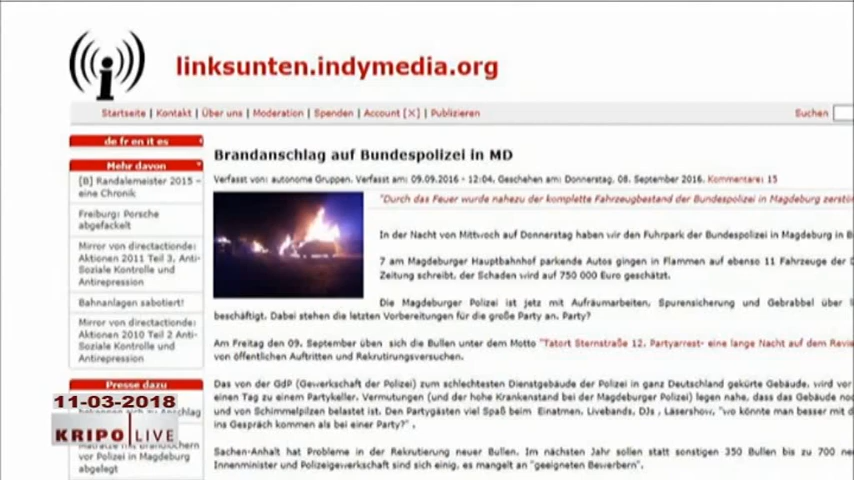 linksunten.indymedia.org
Startseite | Kontakt | Über uns | Moderation | Spenden | Account [X] | Publizieren
Suchen
de fr en it es
Mehr davon
[B] Randalemeister 2015 -
eine Chronik
Freiburg: Porsche
abgefackelt
Mirror von directactionde:
Aktionen 2011 Teil 3, Anti-
Soziale Kontrolle und
Antirepression
Bahnanlagen sabotiert!
Mirror von directactionde:
Aktionen 2010 Teil 2 Anti-
Soziale Kontrolle und
Antirepression
Presse dazu
bekennen sich zu Anschlag
vor Polizei in Magdeburg
abgelegt
Brandanschlag auf Bundespolizei in MD
Verfasst von: autonome Gruppen. Verfasst am: 09.09.2016 - 12:04. Geschehen am: Donnerstag, 08. September 2016. Kommentare: 15
"Durch das Feuer wurde nahezu der komplette Fahrzeugbestand der Bundespolizei in Magdeburg
In der Nacht von Mittwoch auf Donnerstag haben wir den Fuhrpark der Bundespolizei in Magdeburg in
7 am Magdeburger Hauptbahnhof parkende Autos gingen in Flammen auf ebenso 11 Fahrzeuge der
Zeitung schreibt, der Schaden wird auf 750 000 Euro geschätzt.
Die Magdeburger Polizei ist jetz mit Aufräumarbeiten, Spurensicherung und Gebrabbel über
beschäftigt. Dabei stehen die letzten Vorbereitungen für die große Party an. Party?
Am Freitag den 09. September üben sich die Bullen unter dem Motto "Tatort Sternstraße 12, Partyarrest- eine lange Nacht auf dem
von öffentlichen Auftritten und Rekrutirungsversuchen.
Das von der GdP (Gewerkschaft der Polizei) zum schlechtesten Dienstgebäude der Polizei in ganz Deutschland gekürte Gebäude, wird vor
einen Tag zu einem Partykeller. Vermutungen (und der hohe Krankenstand bei der Magdeburger Polizei) legen nahe, dass das Gebäude
und von Schimmelpilzen belastet ist. Den Partygästen viel Spaß beim Einatmen, Livebands, DJs , Lasershow, "wo könnte man besser mit
ins Gespräch kommen als bei einer Party?" .
Sachen-Anhalt hat Probleme in der Rekrutierung neuer Bullen. Im nächsten Jahr sollen statt sonstigen 350 Bullen bis zu 700
Innenminister und Polizeigewerkschaft sind sich einig, es mangelt an "geeigneten Bewerbern".
11-03-2018
KRIPO LIVE